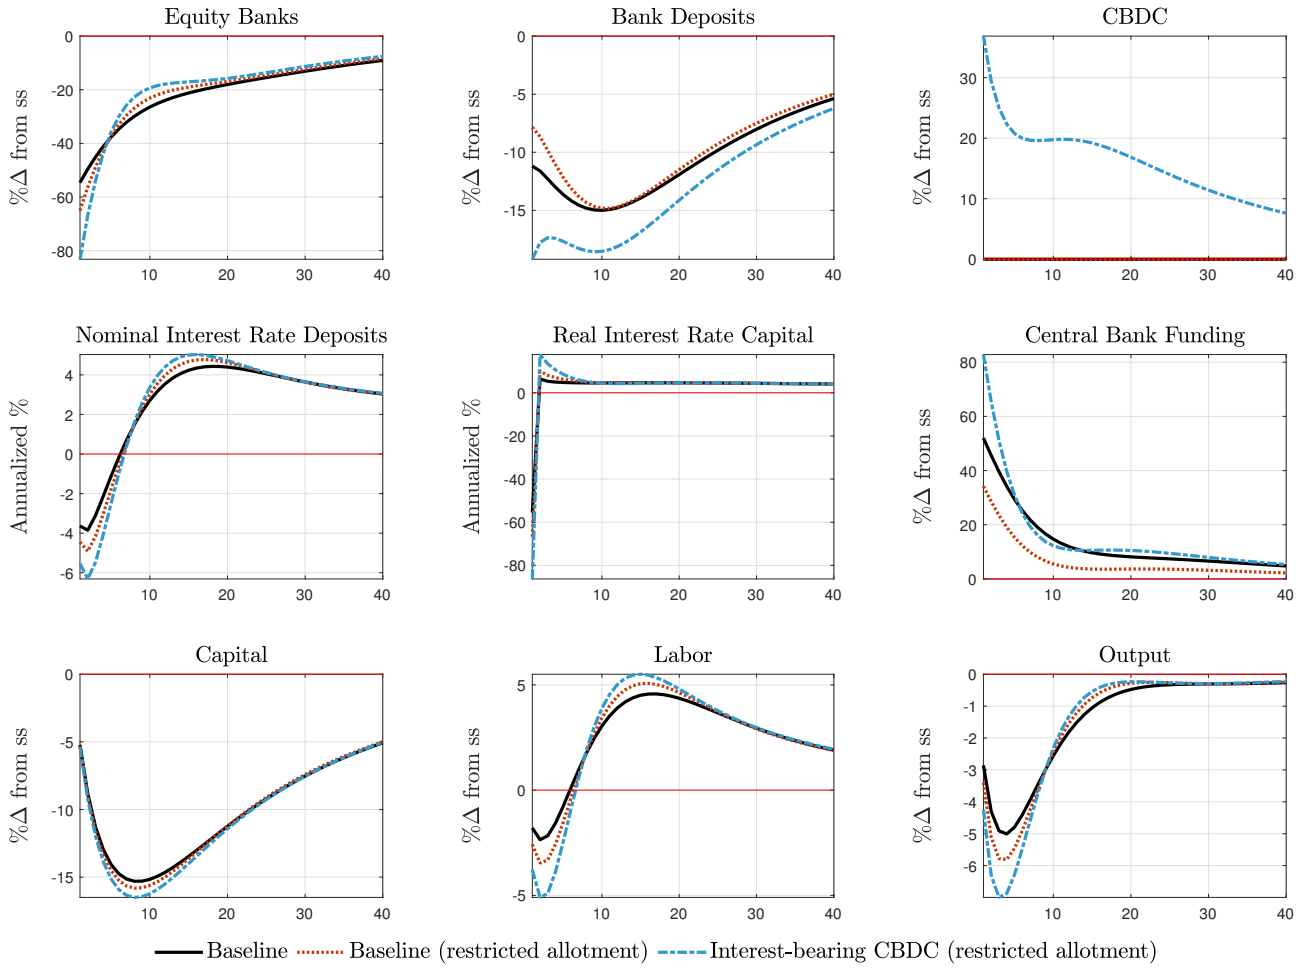 Equity Banks
Bank Deposits
CBDC
%Δ from ss
0
-20
-40
-60
-80
10 20 30 40
%Δ from ss
-5
-10
-15
10 20 30 40
%Δ from ss
30
20
10
0
10 20 30 40
Nominal Interest Rate Deposits
Real Interest Rate Capital
Central Bank Funding
Annualized %
4
2
0
-2
-4
-6
10 20 30 40
Annualized %
0
-20
-40
-60
-80
10 20 30 40
%Δ from ss
80
60
40
20
0
10 20 30 40
Capital
Labor
Output
%Δ from ss
0
-5
-10
-15
10 20 30 40
%Δ from ss
5
0
-5
10 20 30 40
%Δ from ss
0
-1
-2
-3
-4
-5
-6
10 20 30 40
Baseline Baseline (restricted allotment) Interest-bearing CBDC (restricted allotment)